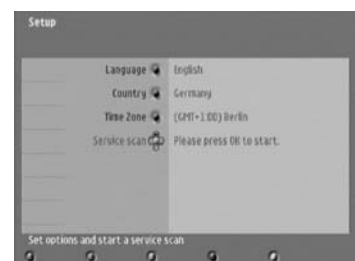 Setup
Language English
Country Germany
Time Zone (GMT+1:00) Berlin
Service scan Please press OK to start.
Set options and start a service scan